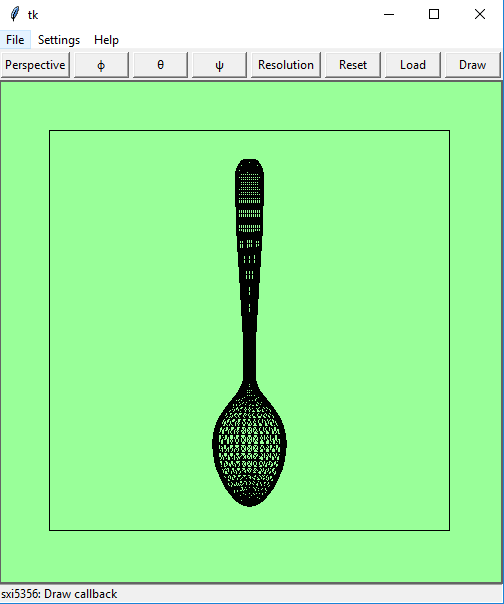 tk
File Settings Help
Perspective ϕ θ ψ Resolution Reset Load Draw
sxi5356: Draw callback